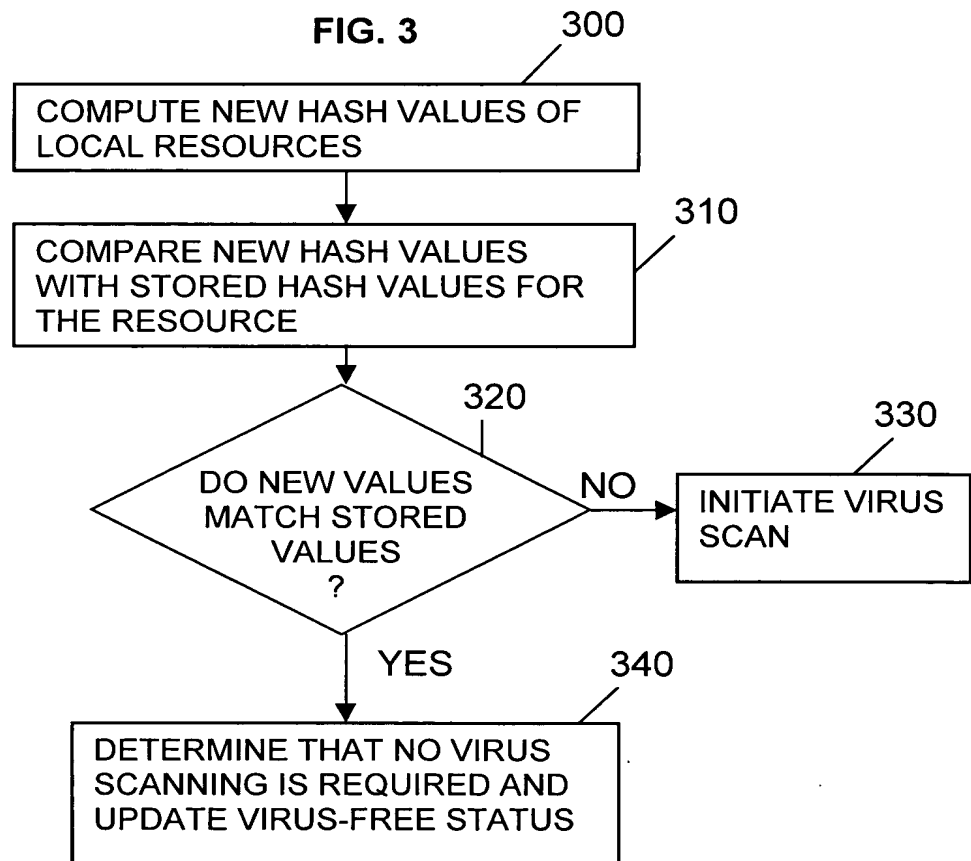 FIG. 3
300
COMPUTE NEW HASH VALUES OF
LOCAL RESOURCES
310
COMPARE NEW HASH VALUES
WITH STORED HASH VALUES FOR
THE RESOURCE
320
DO NEW VALUES
MATCH STORED
VALUES
?
NO
330
INITIATE VIRUS
SCAN
YES
340
DETERMINE THAT NO VIRUS
SCANNING IS REQUIRED AND
UPDATE VIRUS-FREE STATUS